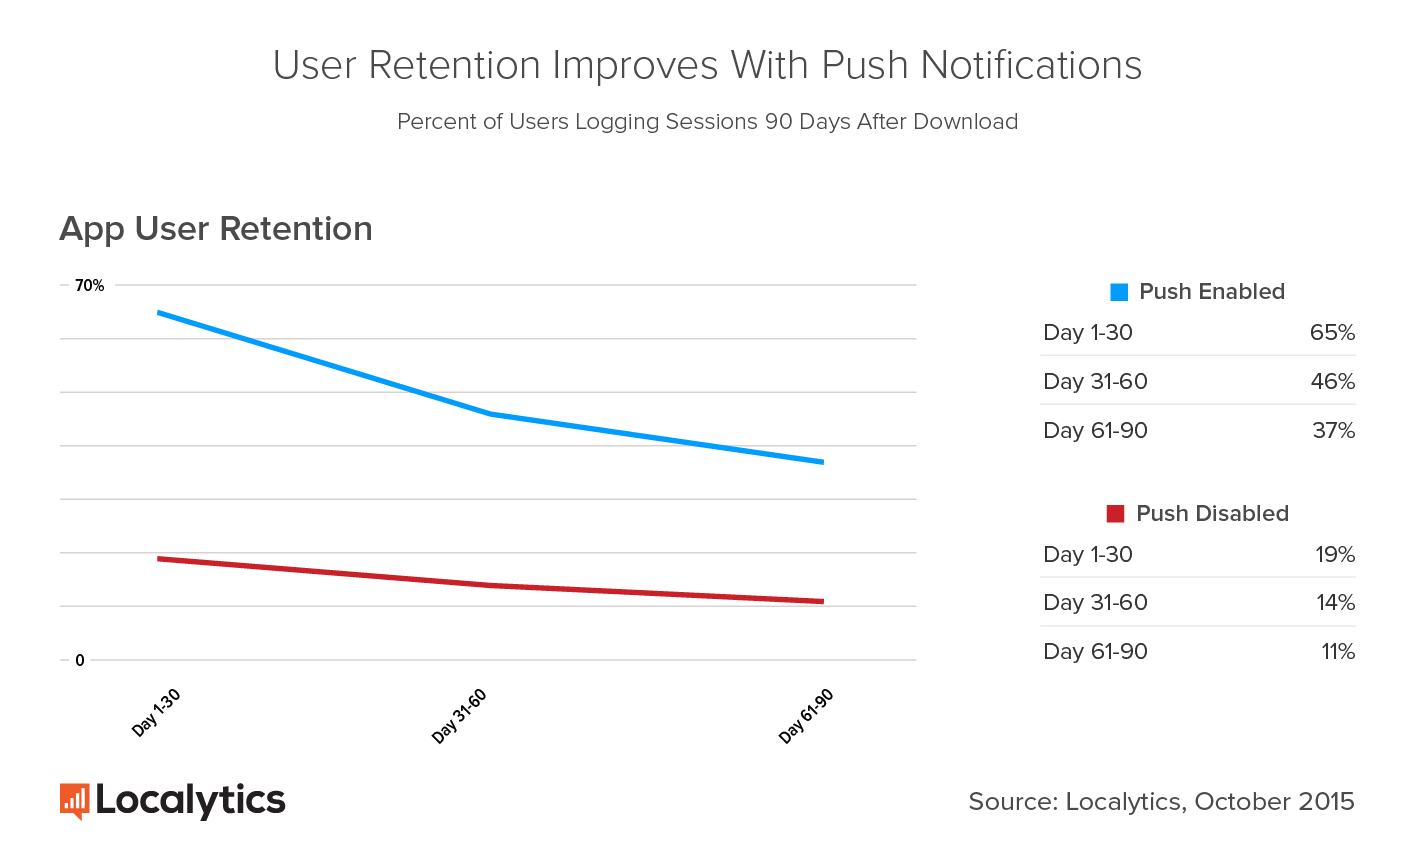 User Retention Improves With Push Notifications
Percent of Users Logging Sessions 90 Days After Download
App User Retention
70%
0
Day 1-30
Day 31-60
Day 61-90
Push Enabled
Day 1-30 65%
Day 31-60 46%
Day 61-90 37%
Push Disabled
Day 1-30 19%
Day 31-60 14%
Day 61-90 11%
Localytics
Source: Localytics, October 2015